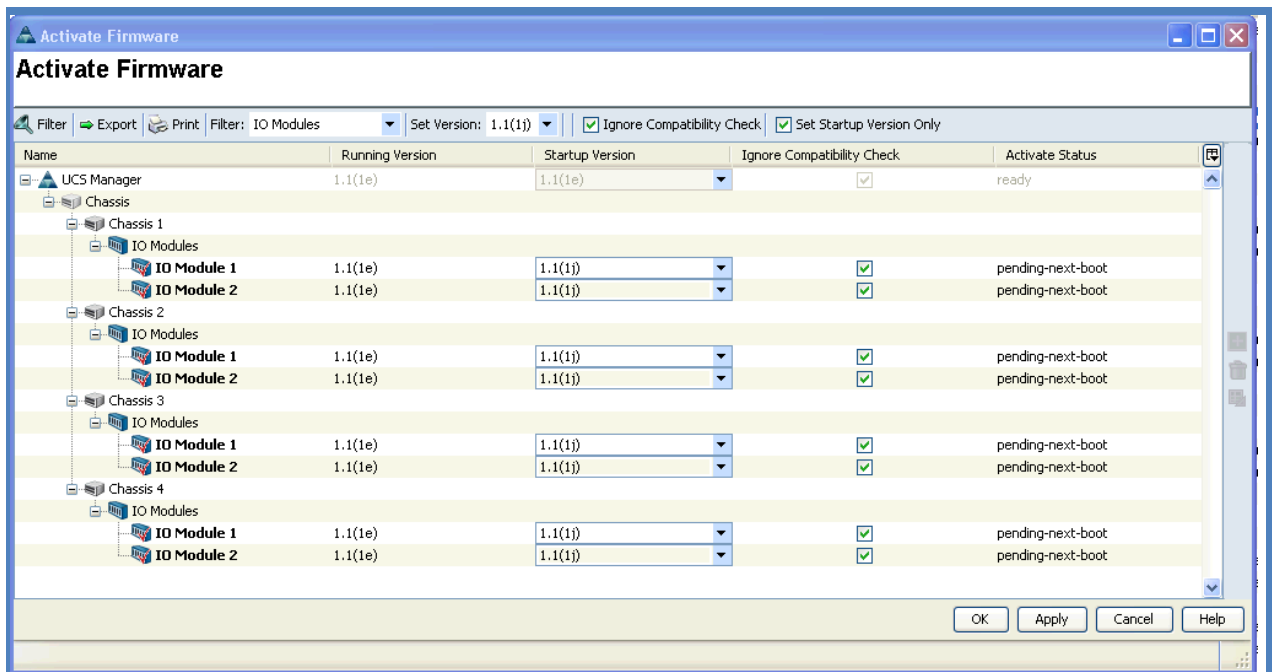 Activate Firmware
Activate Firmware
Filter Export Print Filter: IO Modules Set Version: 1.1(1j) Ignore Compatibility Check Set Startup Version Only
Name Running Version Startup Version Ignore Compatibility Check Activate Status
UCS Manager 1.1(1e) 1.1(1e) ready
Chassis
Chassis 1
IO Modules
IO Module 1 1.1(1e) 1.1(1j) pending-next-boot
IO Module 2 1.1(1e) 1.1(1j) pending-next-boot
Chassis 2
IO Modules
IO Module 1 1.1(1e) 1.1(1j) pending-next-boot
IO Module 2 1.1(1e) 1.1(1j) pending-next-boot
Chassis 3
IO Modules
IO Module 1 1.1(1e) 1.1(1j) pending-next-boot
IO Module 2 1.1(1e) 1.1(1j) pending-next-boot
Chassis 4
IO Modules
IO Module 1 1.1(1e) 1.1(1j) pending-next-boot
IO Module 2 1.1(1e) 1.1(1j) pending-next-boot
OK Apply Cancel Help